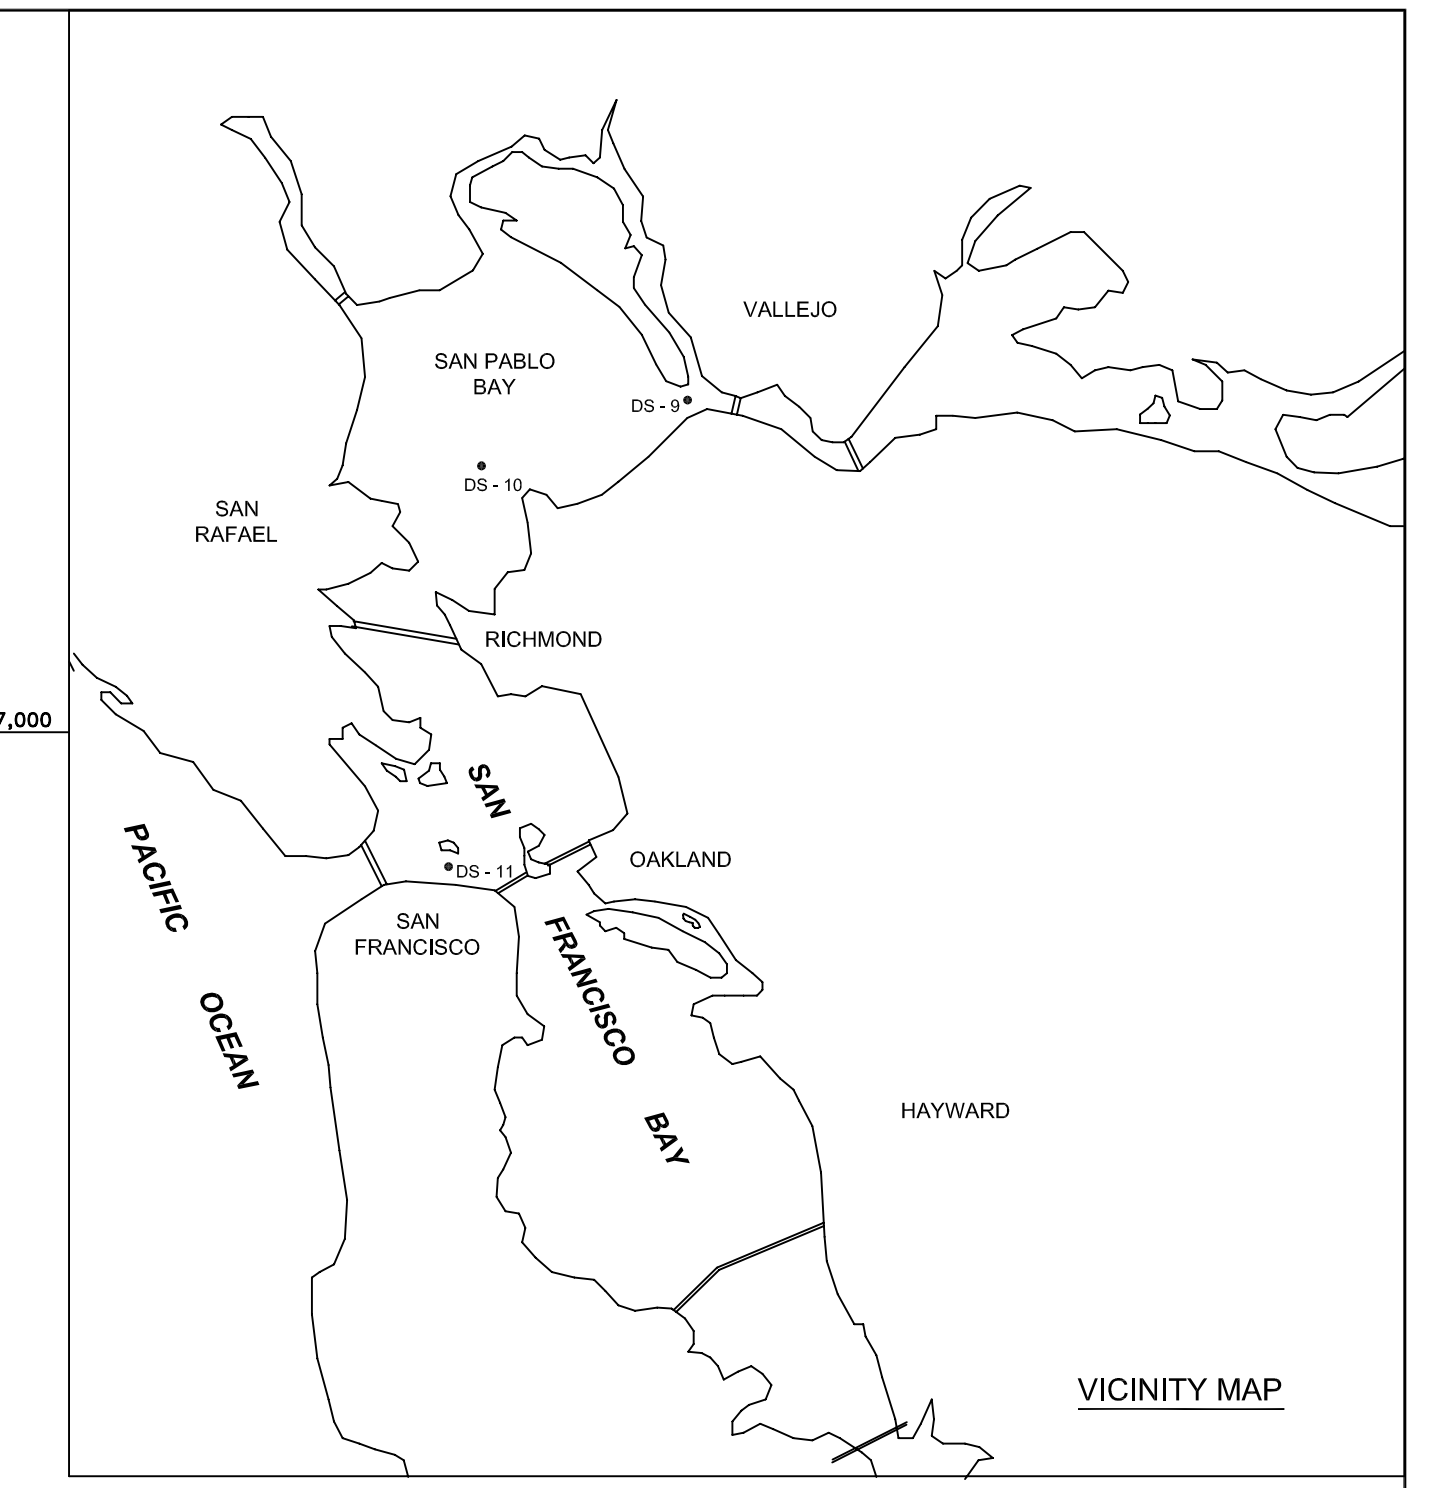 VALLEJO
SAN PABLO
BAY
DS - 9
DS - 10
SAN
RAFAEL
RICHMOND
7,000
SAN
FRANCISCO
BAY
PACIFIC
OCEAN
OAKLAND
DS - 11
SAN
FRANCISCO
HAYWARD
VICINITY MAP